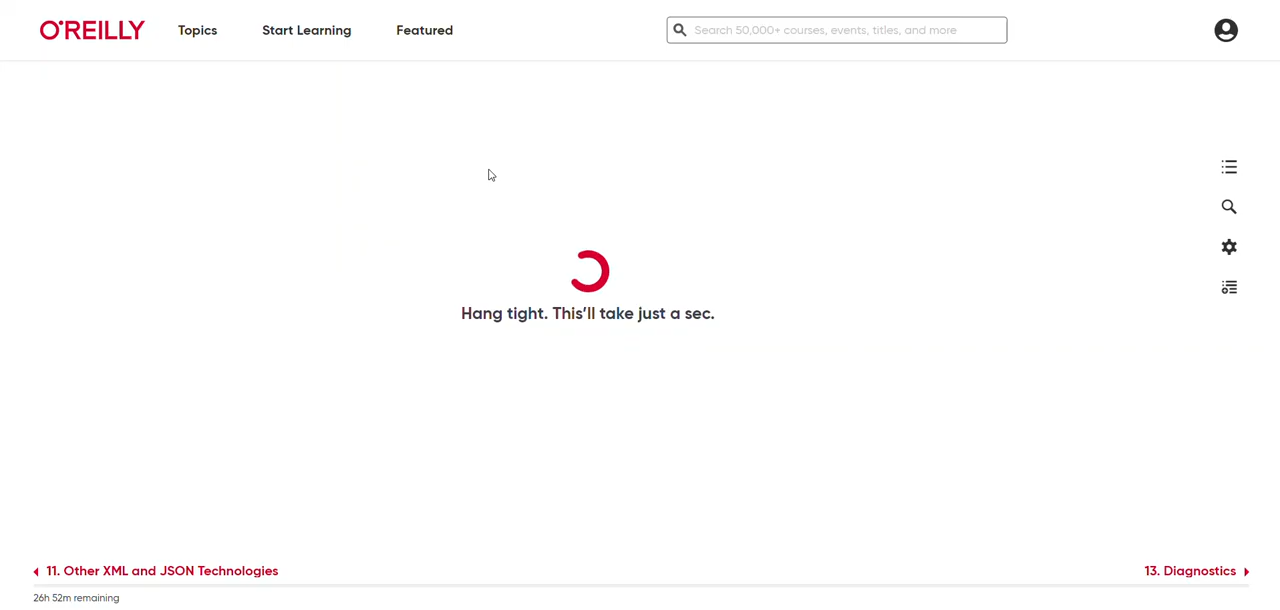 O'REILLY
Topics
Start Learning
Featured
Search 50,000+ courses, events, titles, and more
Hang tight. This’ll take just a sec.
11. Other XML and JSON Technologies
13. Diagnostics
26h 52m remaining